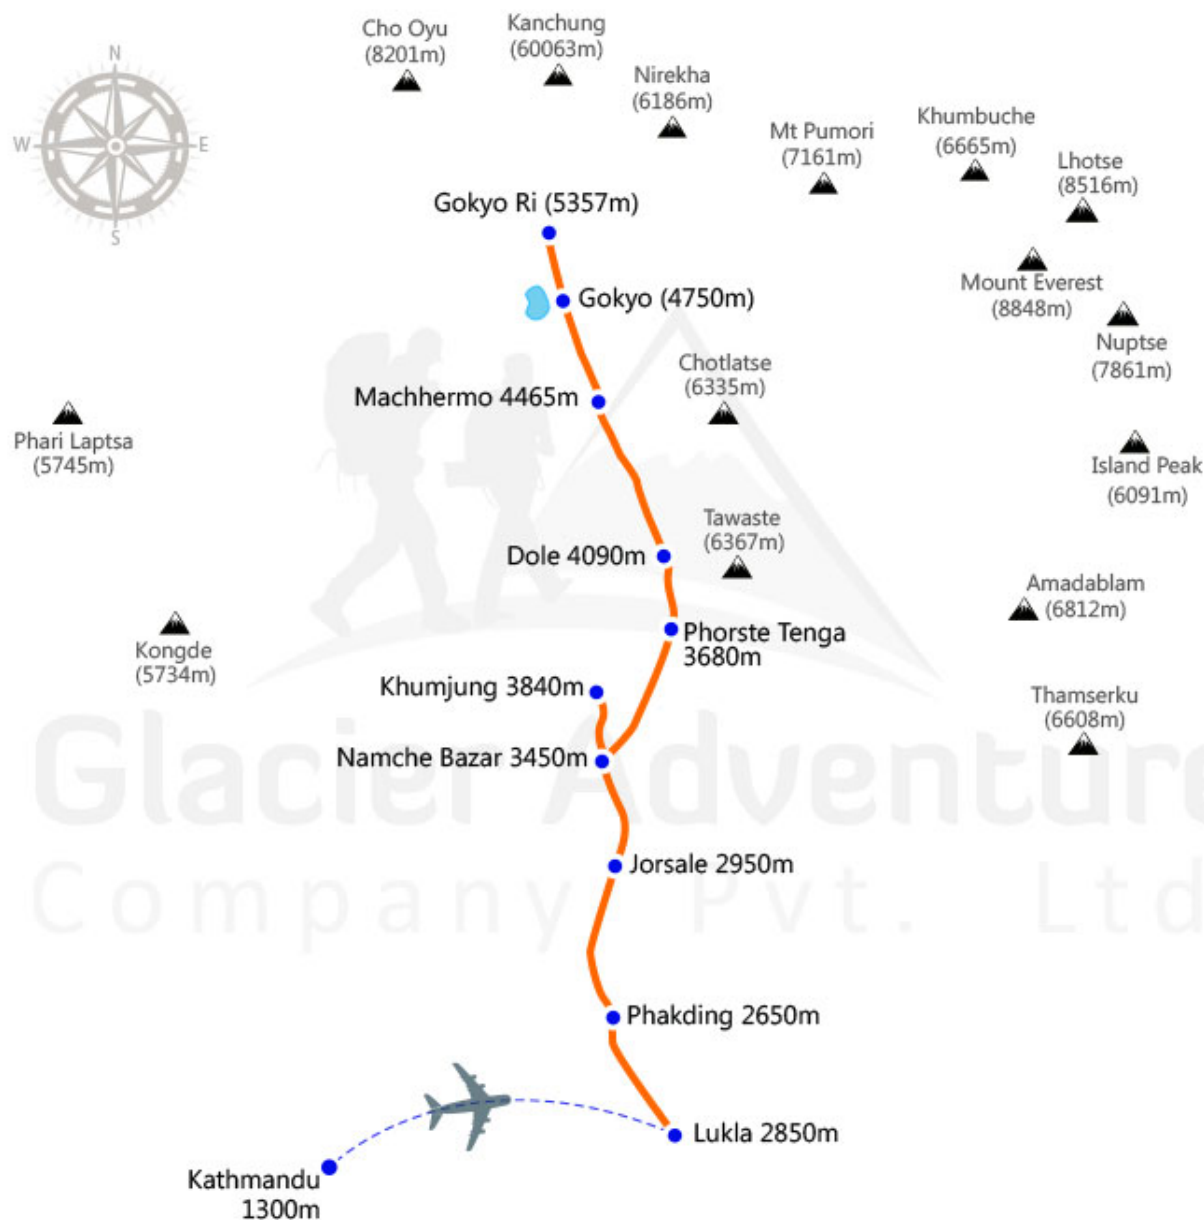 N
W
E
S
Cho Oyu
(8201m)
Kanchung
(60063m)
Nirekha
(6186m)
Mt Pumori
(7161m)
Khumbuche
(6665m)
Lhotse
(8516m)
Gokyo Ri (5357m)
Mount Everest
(8848m)
Gokyo (4750m)
Nuptse
(7861m)
Chotlatse
(6335m)
Machhermo 4465m
Phari Laptsa
(5745m)
Island Peak
(6091m)
Tawaste
(6367m)
Dole 4090m
Amadablam
(6812m)
Phorste Tenga
3680m
Kongde
(5734m)
Khumjung 3840m
Thamserku
(6608m)
Namche Bazar 3450m
Glacier Adventure
Jorsale 2950m
Company Pvt. Ltd
Phakding 2650m
Lukla 2850m
Kathmandu
1300m